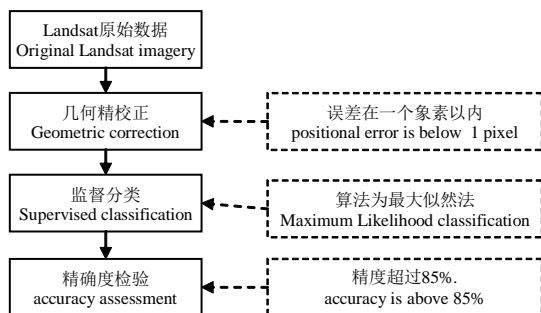 Landsat原始数据
Original Landsat imagery
几何精校正
Geometric correction
误差在一个象素以内
positional error is below 1 pixel
监督分类
Supervised classification
算法为最大似然法
Maximum Likelihood classification
精确度检验
accuracy assessment
精度超过85%.
accuracy is above 85%